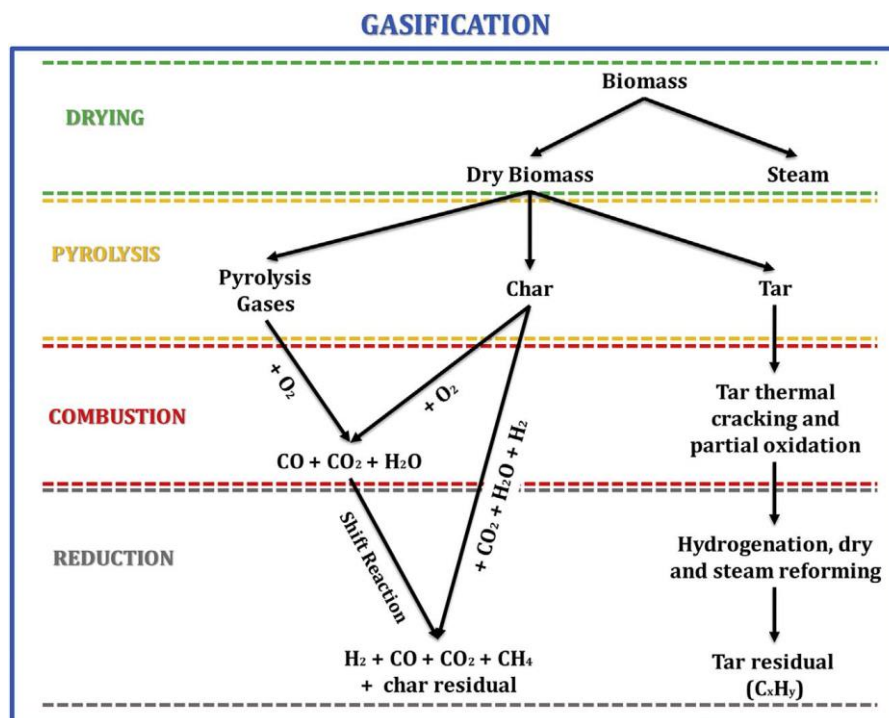 GASIFICATION
Biomass
DRYING
Dry Biomass
Steam
PYROLYSIS
Pyrolysis
Gases
Char
Tar
+ O₂
+ O₂
COMBUSTION
Tar thermal
cracking and
partial oxidation
CO + CO₂ + H₂O
+ CO₂ + H₂O + H₂
REDUCTION
Shift Reaction
Hydrogenation, dry
and steam reforming
H₂ + CO + CO₂ + CH₄
+ char residual
Tar residual
(CₓHᵧ)